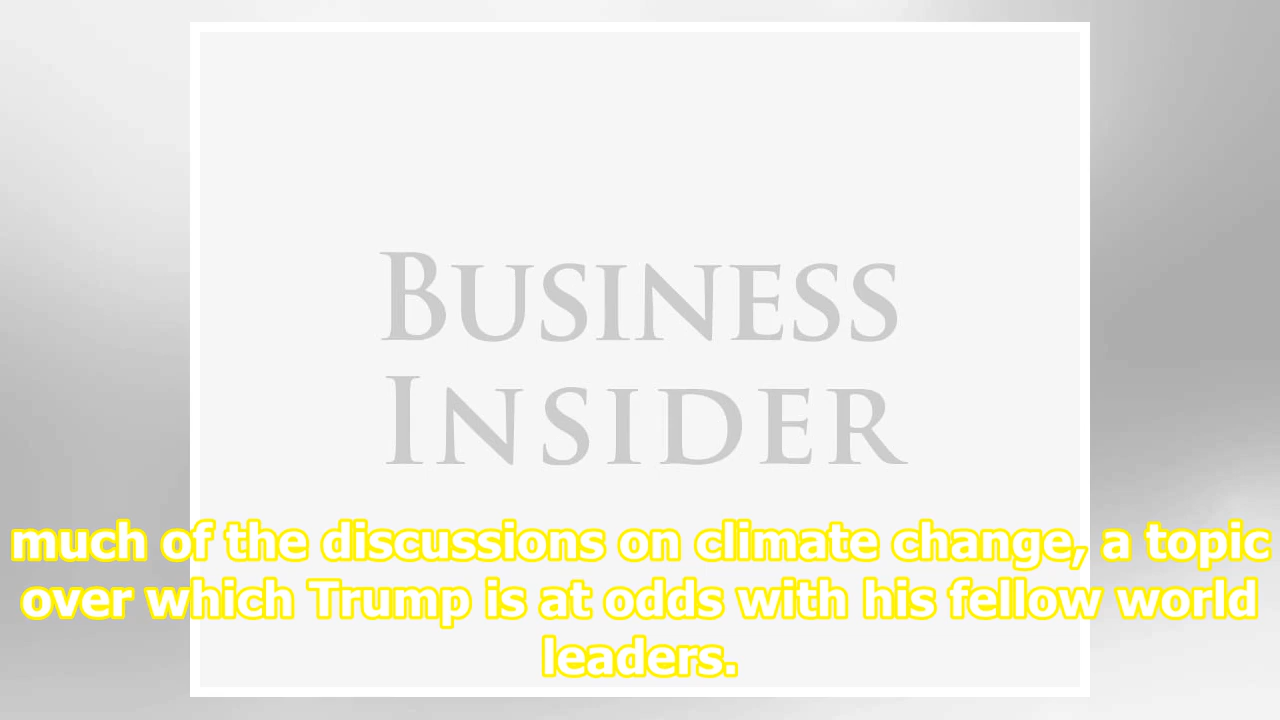 BUSINESS
INSIDER
much of the discussions on climate change, a topic
over which Trump is at odds with his fellow world
leaders.